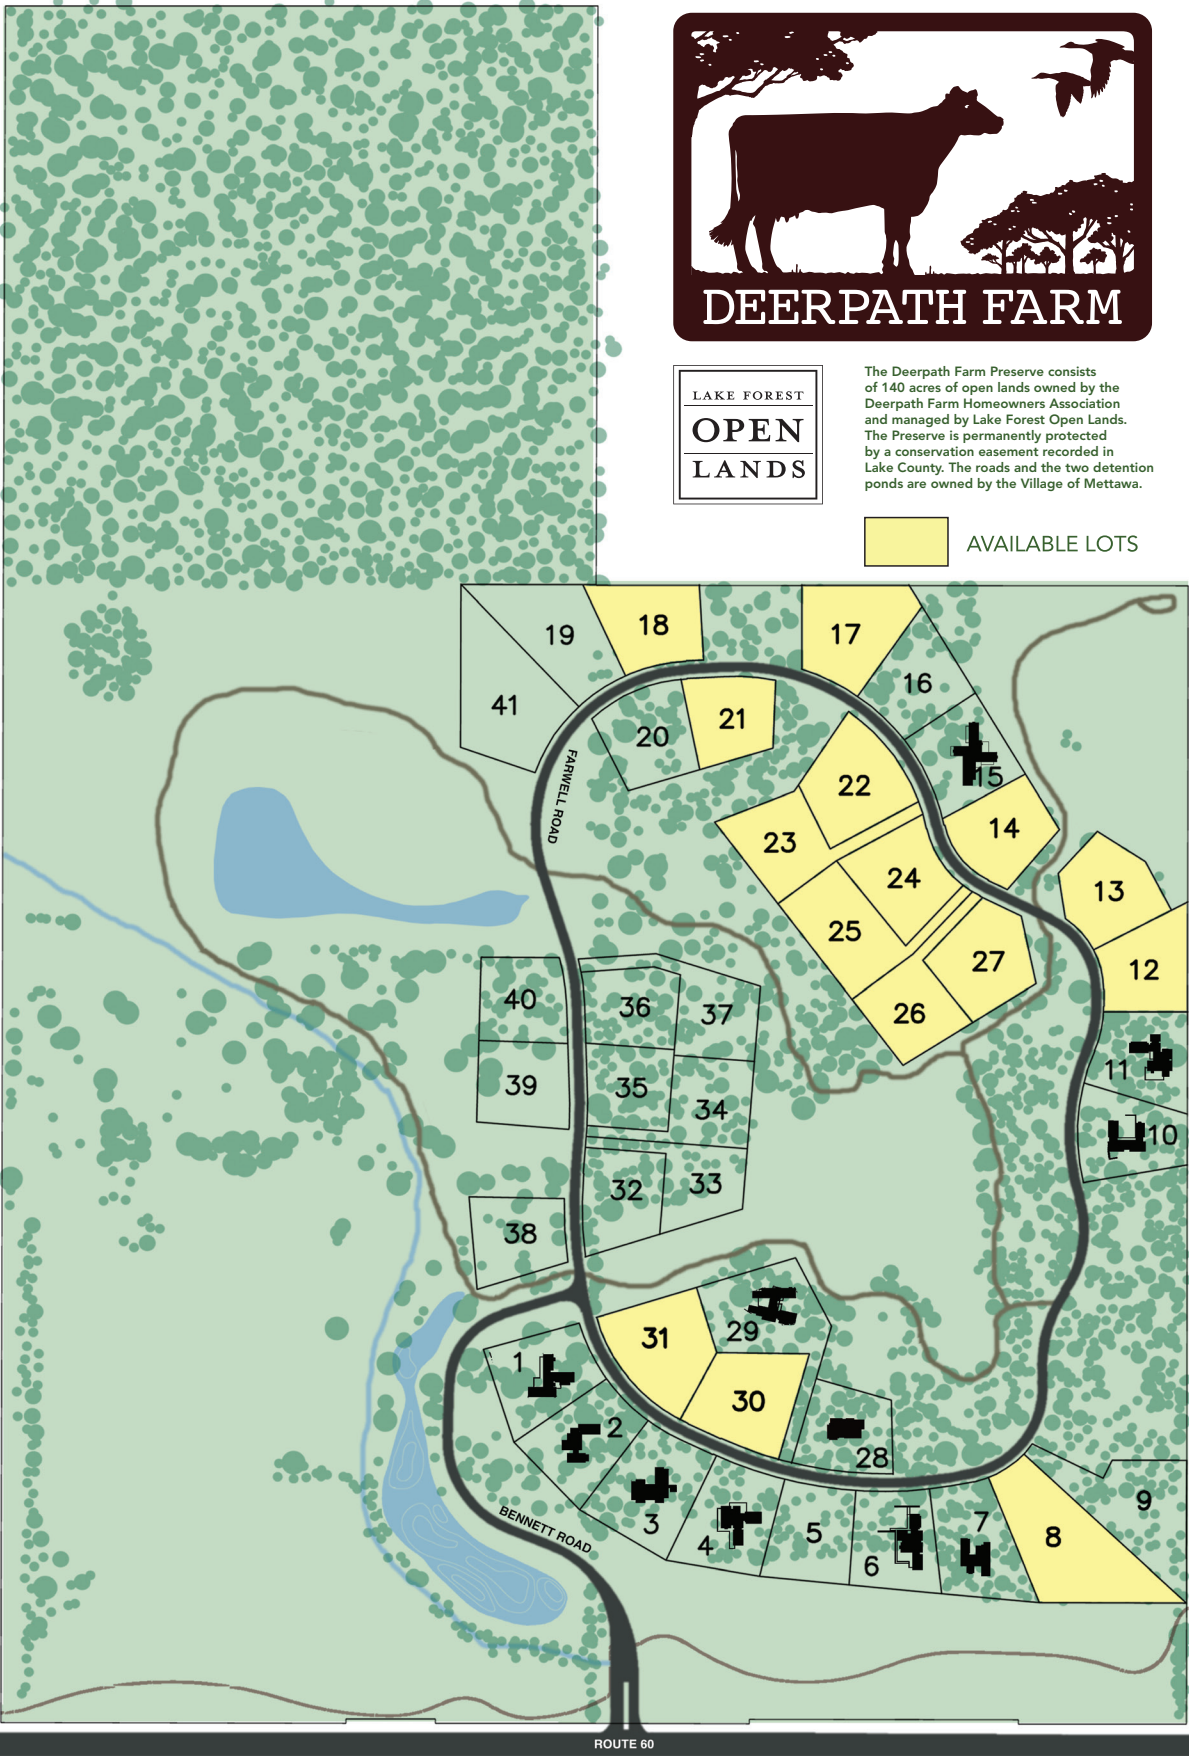 DEERPATH FARM
LAKE FOREST
OPEN
LANDS
The Deerpath Farm Preserve consists
of 140 acres of open lands owned by the
Deerpath Farm Homeowners Association
and managed by Lake Forest Open Lands.
The Preserve is permanently protected
by a conservation easement recorded in
Lake County. The roads and the two detention
ponds are owned by the Village of Mettawa.
AVAILABLE LOTS
19
18
17
41
20
21
16
15
22
14
23
24
13
25
27
12
26
FARWELL ROAD
40
36
37
39
35
34
11
10
32
33
38
31
29
1
30
2
28
3
4
5
6
7
8
9
BENNETT ROAD
ROUTE 60